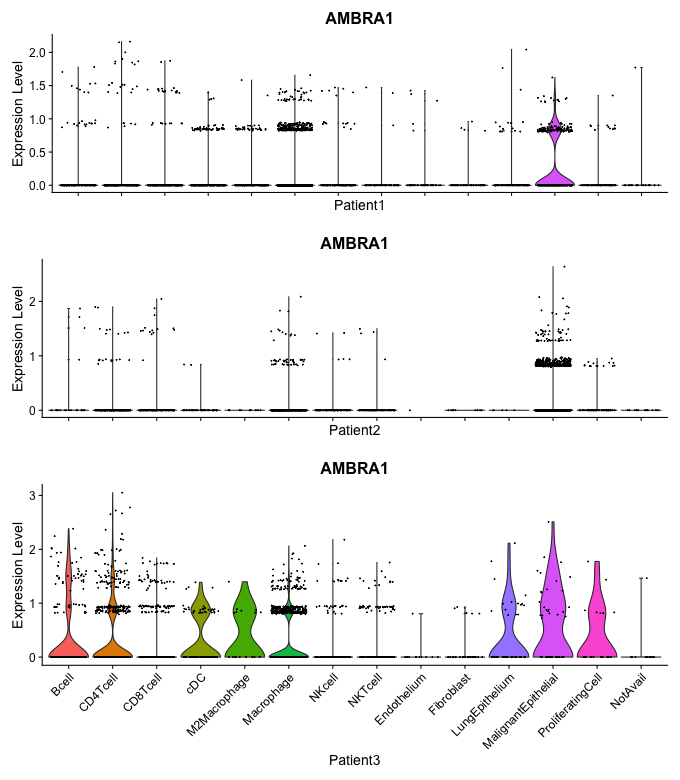 AMBRA1
Expression Level
2.0
1.5
1.0
0.5
0.0
Patient1
AMBRA1
Expression Level
2
1
0
Patient2
AMBRA1
Expression Level
3
2
1
0
Bcell
CD4Tcell
CD8Tcell
cDC
M2Macrophage
Macrophage
NKcell
NKTcell
Endothelium
Fibroblast
LungEpithelium
MalignantEpithelial
ProliferatingCell
NotAvail
Patient3